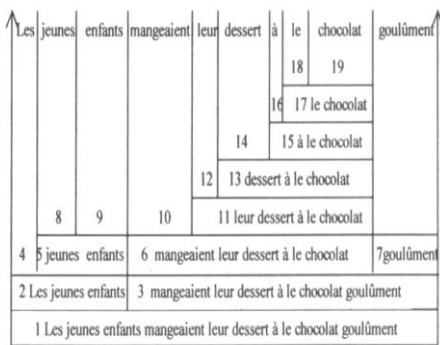 Les jeunes enfants mangeaient leur dessert à le chocolat goulûment
18 19
16 17 le chocolat
14 15 à le chocolat
12 13 dessert à le chocolat
8 9 10 11 leur dessert à le chocolat
4 5 jeunes enfants 6 mangeaient leur dessert à le chocolat 7goulûment
2 Les jeunes enfants 3 mangeaient leur dessert à le chocolat goulûment
1 Les jeunes enfants mangeaient leur dessert à le chocolat goulûment